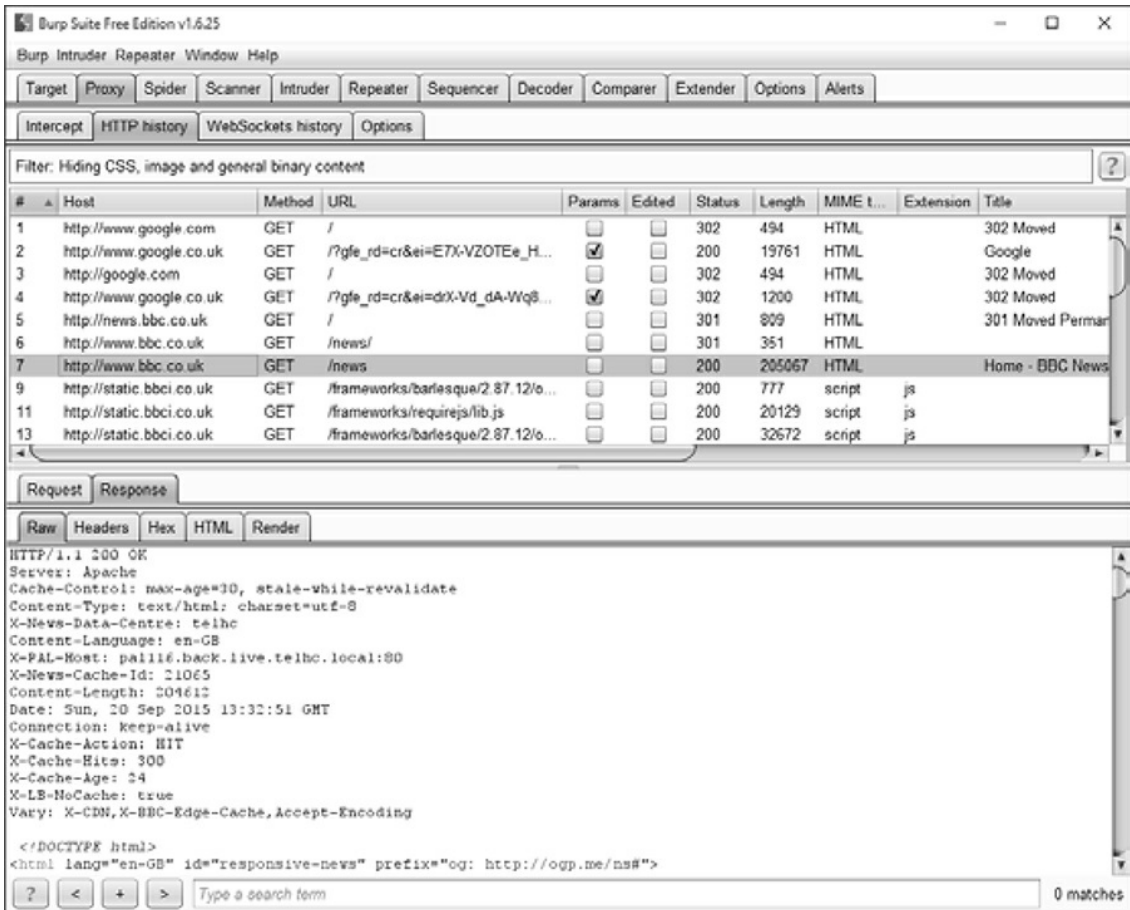 Burp Suite Free Edition v1.6.25
Burp Intruder Repeater Window Help
Target Proxy Spider Scanner Intruder Repeater Sequencer Decoder Comparer Extender Options Alerts
Intercept HTTP history WebSockets history Options
Filter: Hiding CSS, image and general binary content ?
# Host Method URL Params Edited Status Length MIME t... Extension Title
1 http://www.google.com GET / 302 494 HTML 302 Moved
2 http://www.google.co.uk GET /?gfe_rd=cr&ei=E7X-VZOTEe_H... 200 19761 HTML Google
3 http://google.com GET / 302 494 HTML 302 Moved
4 http://www.google.co.uk GET /?gfe_rd=cr&ei=drX-Vd_dA-Wq8... 302 1200 HTML 302 Moved
5 http://news.bbc.co.uk GET / 301 809 HTML 301 Moved Perman
6 http://www.bbc.co.uk GET /news/ 301 351 HTML
7 http://www.bbc.co.uk GET /news 200 205067 HTML Home - BBC News
9 http://static.bbci.co.uk GET /frameworks/barlesque/2.87.12/o... 200 777 script js
11 http://static.bbci.co.uk GET /frameworks/requirejs/lib.js 200 20129 script js
13 http://static.bbci.co.uk GET /frameworks/barlesque/2.87.12/o... 200 32672 script js
Request Response
Raw Headers Hex HTML Render
HTTP/1.1 200 OK
Server: Apache
Cache-Control: max-age=30, stale-while-revalidate
Content-Type: text/html; charset=utf-8
X-News-Data-Centre: telhc
Content-Language: en-GB
X-PAL-Host: pal116.back.live.telhc.local:80
X-News-Cache-Id: 21065
Content-Length: 204612
Date: Sun, 20 Sep 2015 13:32:51 GMT
Connection: keep-alive
X-Cache-Action: HIT
X-Cache-Hits: 300
X-Cache-Age: 24
X-LB-NoCache: true
Vary: X-CDN,X-BBC-Edge-Cache,Accept-Encoding
<!DOCTYPE html>
<html lang="en-GB" id="responsive-news" prefix="og: http://ogp.me/ns#">
? < + > Type a search term 0 matches